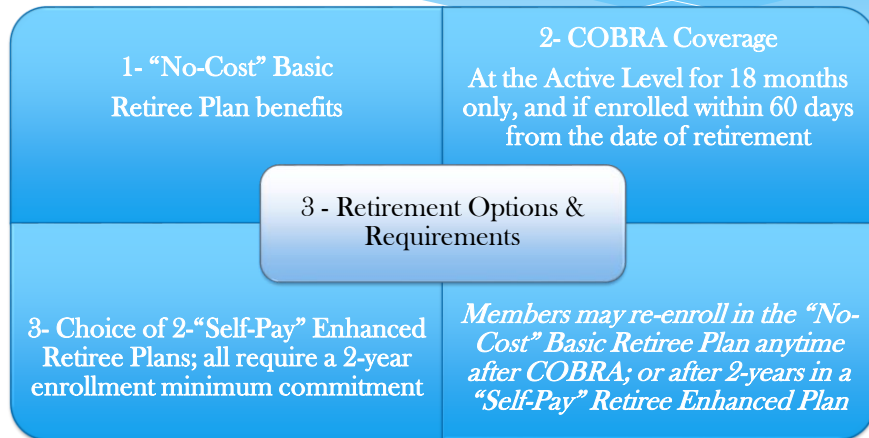 1- “No-Cost” Basic
Retiree Plan benefits
2- COBRA Coverage
At the Active Level for 18 months
only, and if enrolled within 60 days
from the date of retirement
3 - Retirement Options &
Requirements
3- Choice of 2-“Self-Pay” Enhanced
Retiree Plans; all require a 2-year
enrollment minimum commitment
Members may re-enroll in the “No-
Cost” Basic Retiree Plan anytime
after COBRA; or after 2-years in a
“Self-Pay” Retiree Enhanced Plan